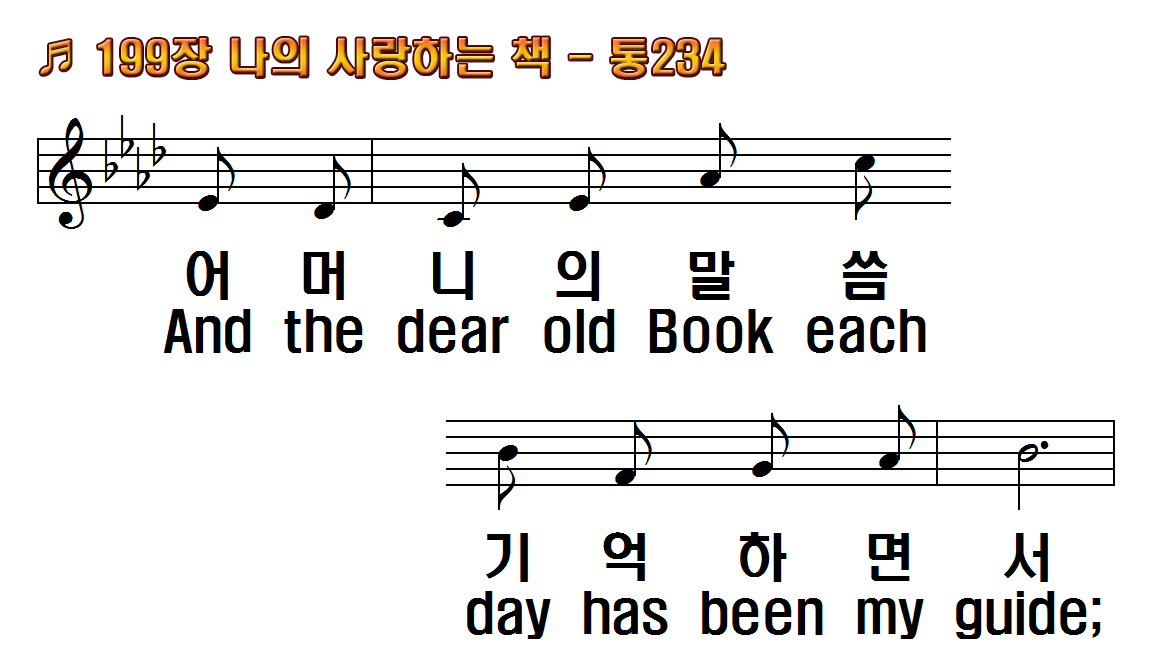 ♬ 199장 나의 사랑하는 책 - 통234
어 머 니 의 말 씀
And the dear old Book each
기 억 하 면 서
day has been my guide;